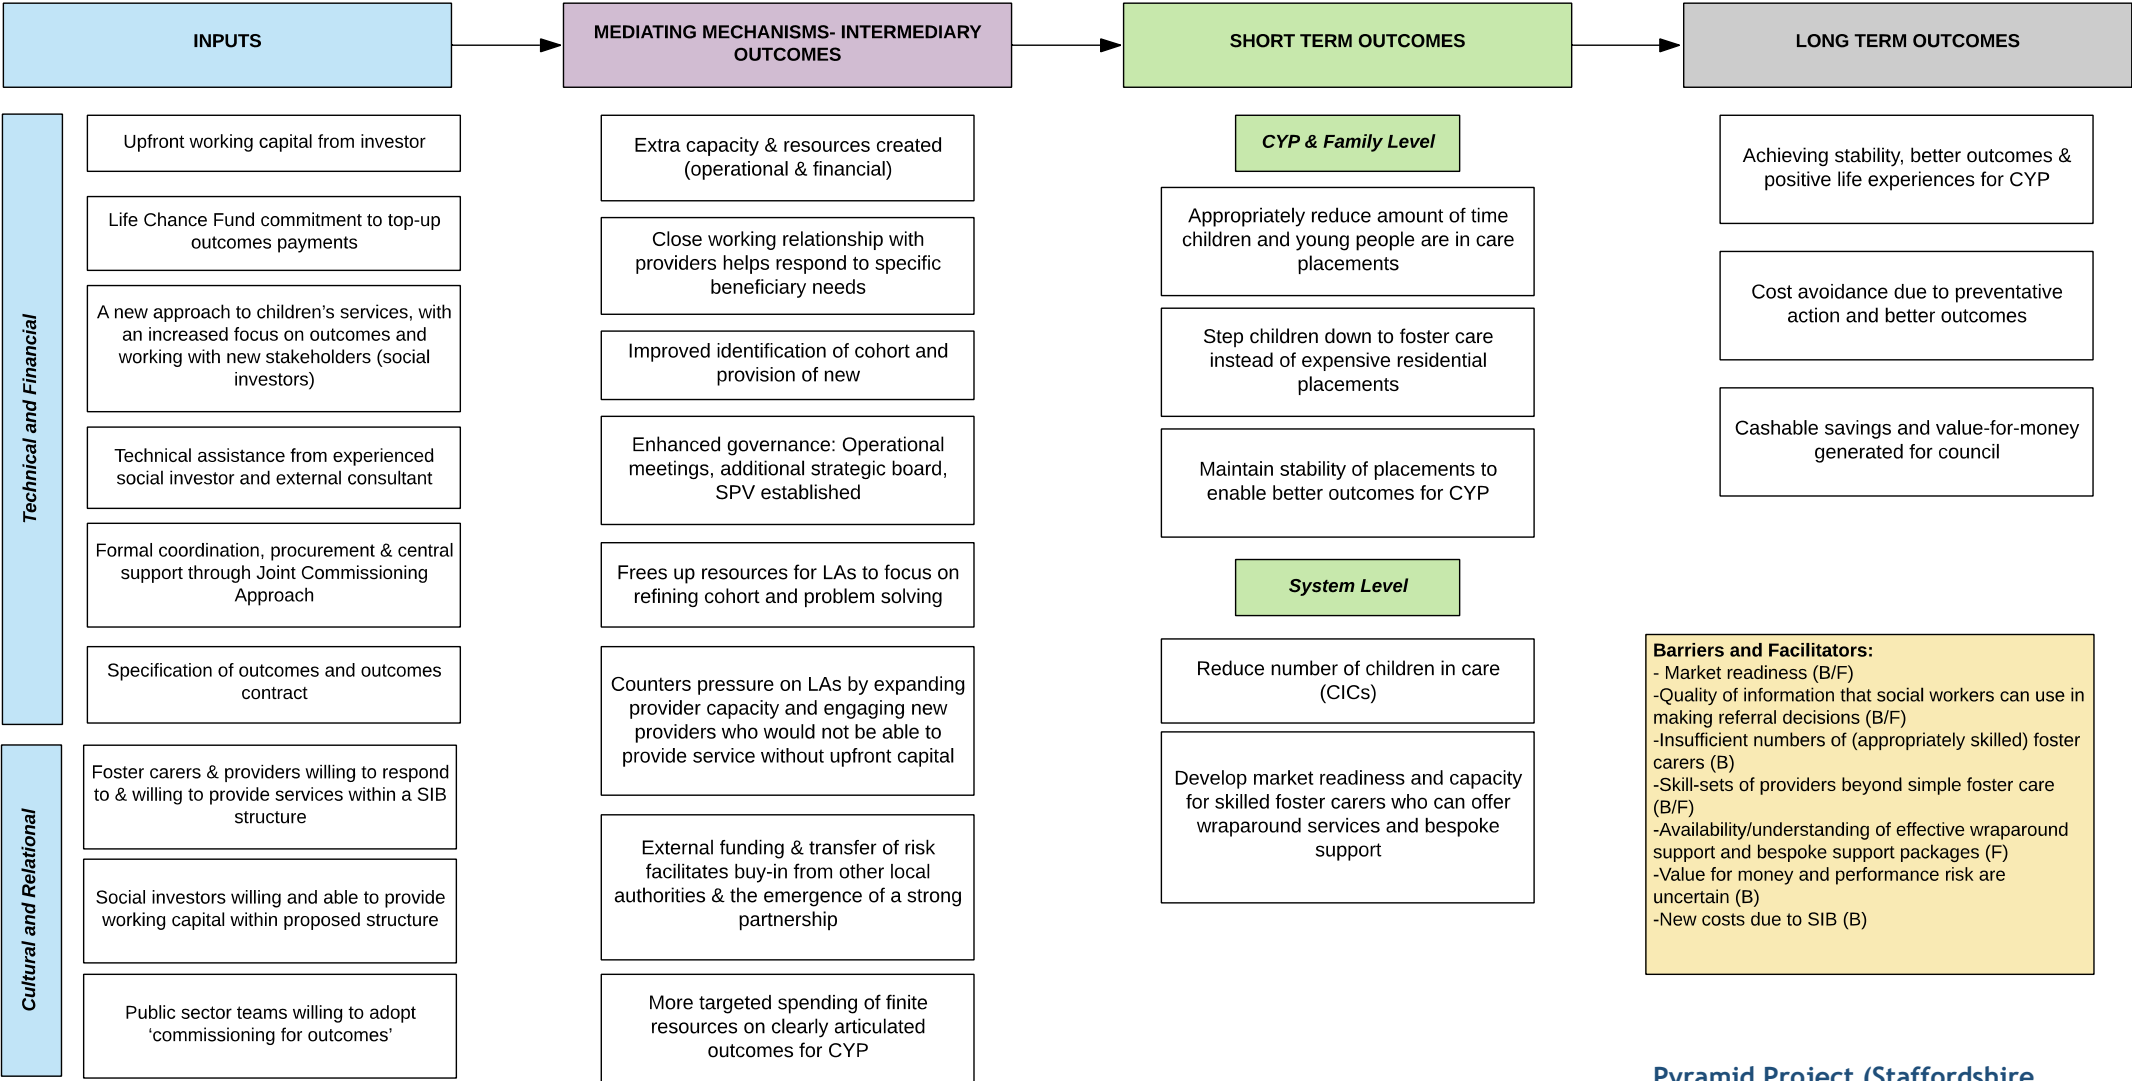 INPUTS
MEDIATING MECHANISMS- INTERMEDIARY
OUTCOMES
SHORT TERM OUTCOMES
LONG TERM OUTCOMES
Technical and Financial
Upfront working capital from investor
Life Chance Fund commitment to top-up
outcomes payments
A new approach to children’s services, with
an increased focus on outcomes and
working with new stakeholders (social
investors)
Technical assistance from experienced
social investor and external consultant
Formal coordination, procurement & central
support through Joint Commissioning
Approach
Specification of outcomes and outcomes
contract
Cultural and Relational
Foster carers & providers willing to respond
to & willing to provide services within a SIB
structure
Social investors willing and able to provide
working capital within proposed structure
Public sector teams willing to adopt
‘commissioning for outcomes’
Extra capacity & resources created
(operational & financial)
Close working relationship with
providers helps respond to specific
beneficiary needs
Improved identification of cohort and
provision of new
Enhanced governance: Operational
meetings, additional strategic board,
SPV established
Frees up resources for LAs to focus on
refining cohort and problem solving
Counters pressure on LAs by expanding
provider capacity and engaging new
providers who would not be able to
provide service without upfront capital
External funding & transfer of risk
facilitates buy-in from other local
authorities & the emergence of a strong
partnership
More targeted spending of finite
resources on clearly articulated
outcomes for CYP
CYP & Family Level
Appropriately reduce amount of time
children and young people are in care
placements
Step children down to foster care
instead of expensive residential
placements
Maintain stability of placements to
enable better outcomes for CYP
System Level
Reduce number of children in care
(CICs)
Develop market readiness and capacity
for skilled foster carers who can offer
wraparound services and bespoke
support
Achieving stability, better outcomes &
positive life experiences for CYP
Cost avoidance due to preventative
action and better outcomes
Cashable savings and value-for-money
generated for council
Barriers and Facilitators:
- Market readiness (B/F)
-Quality of information that social workers can use in
making referral decisions (B/F)
-Insufficient numbers of (appropriately skilled) foster
carers (B)
-Skill-sets of providers beyond simple foster care
(B/F)
-Availability/understanding of effective wraparound
support and bespoke support packages (F)
-Value for money and performance risk are
uncertain (B)
-New costs due to SIB (B)
Pyramid Project (Staffordshire